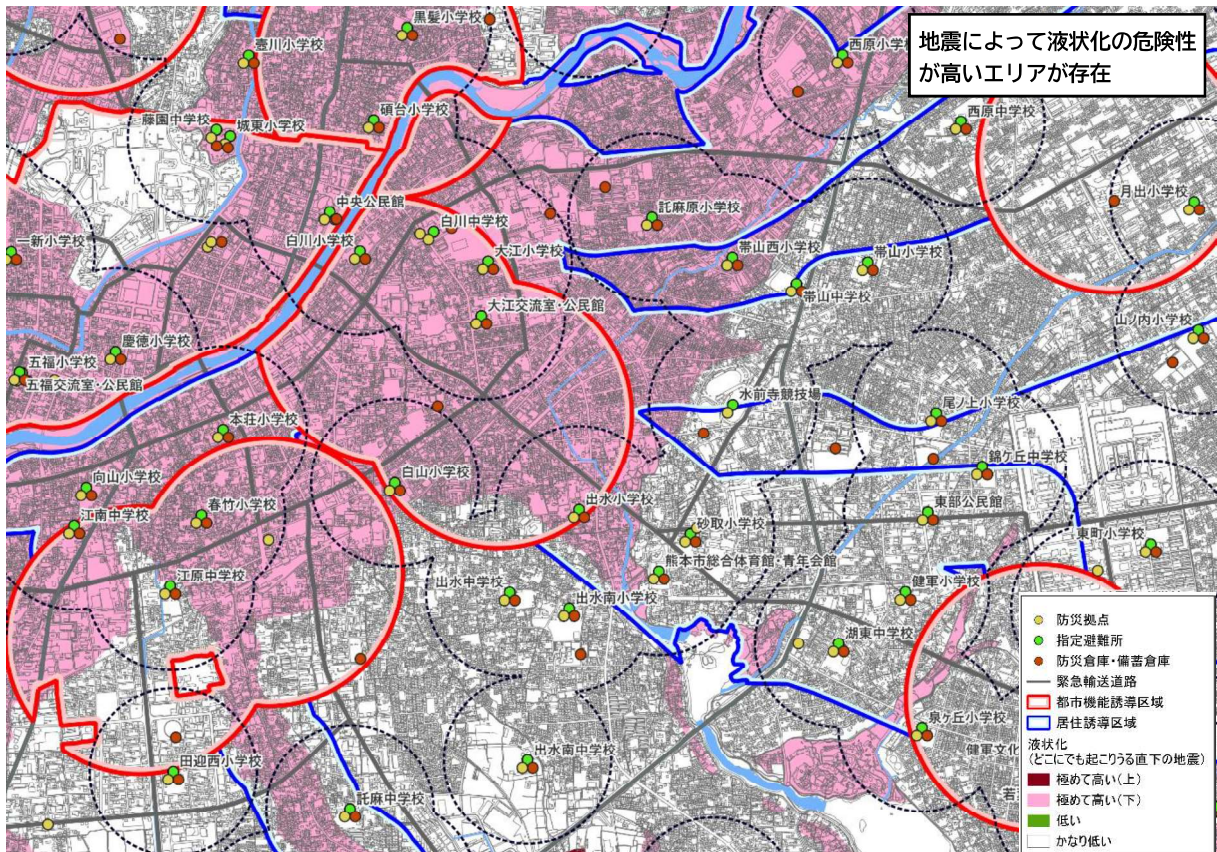 地震によって液状化の危険性
が高いエリアが存在
黒髪小学校
壺川小学校
西原小学校
碩台小学校
藤園中学校
城東小学校
西原中学校
月出小学校
中央公民館
白川中学校
託麻原小学校
一新小学校
白川小学校
大江小学校
帯山西小学校
帯山小学校
帯山中学校
大江交流室・公民館
山ノ内小学校
慶徳小学校
五福小学校
五福交流室・公民館
水前寺競技場
尾ノ上小学校
本荘小学校
錦ケ丘中学校
向山小学校
白山小学校
春竹小学校
江南中学校
出水小学校
東部公民館
砂取小学校
東町小学校
熊本市総合体育館・青年会館
江原中学校
出水中学校
出水南小学校
健軍小学校
湖東中学校
泉ヶ丘小学校
出水南中学校
健軍文化
田迎西小学校
託麻中学校
若
防災拠点
指定避難所
防災倉庫・備蓄倉庫
緊急輸送道路
都市機能誘導区域
居住誘導区域
液状化
(どこにでも起こりうる直下の地震)
極めて高い(上)
極めて高い(下)
低い
かなり低い